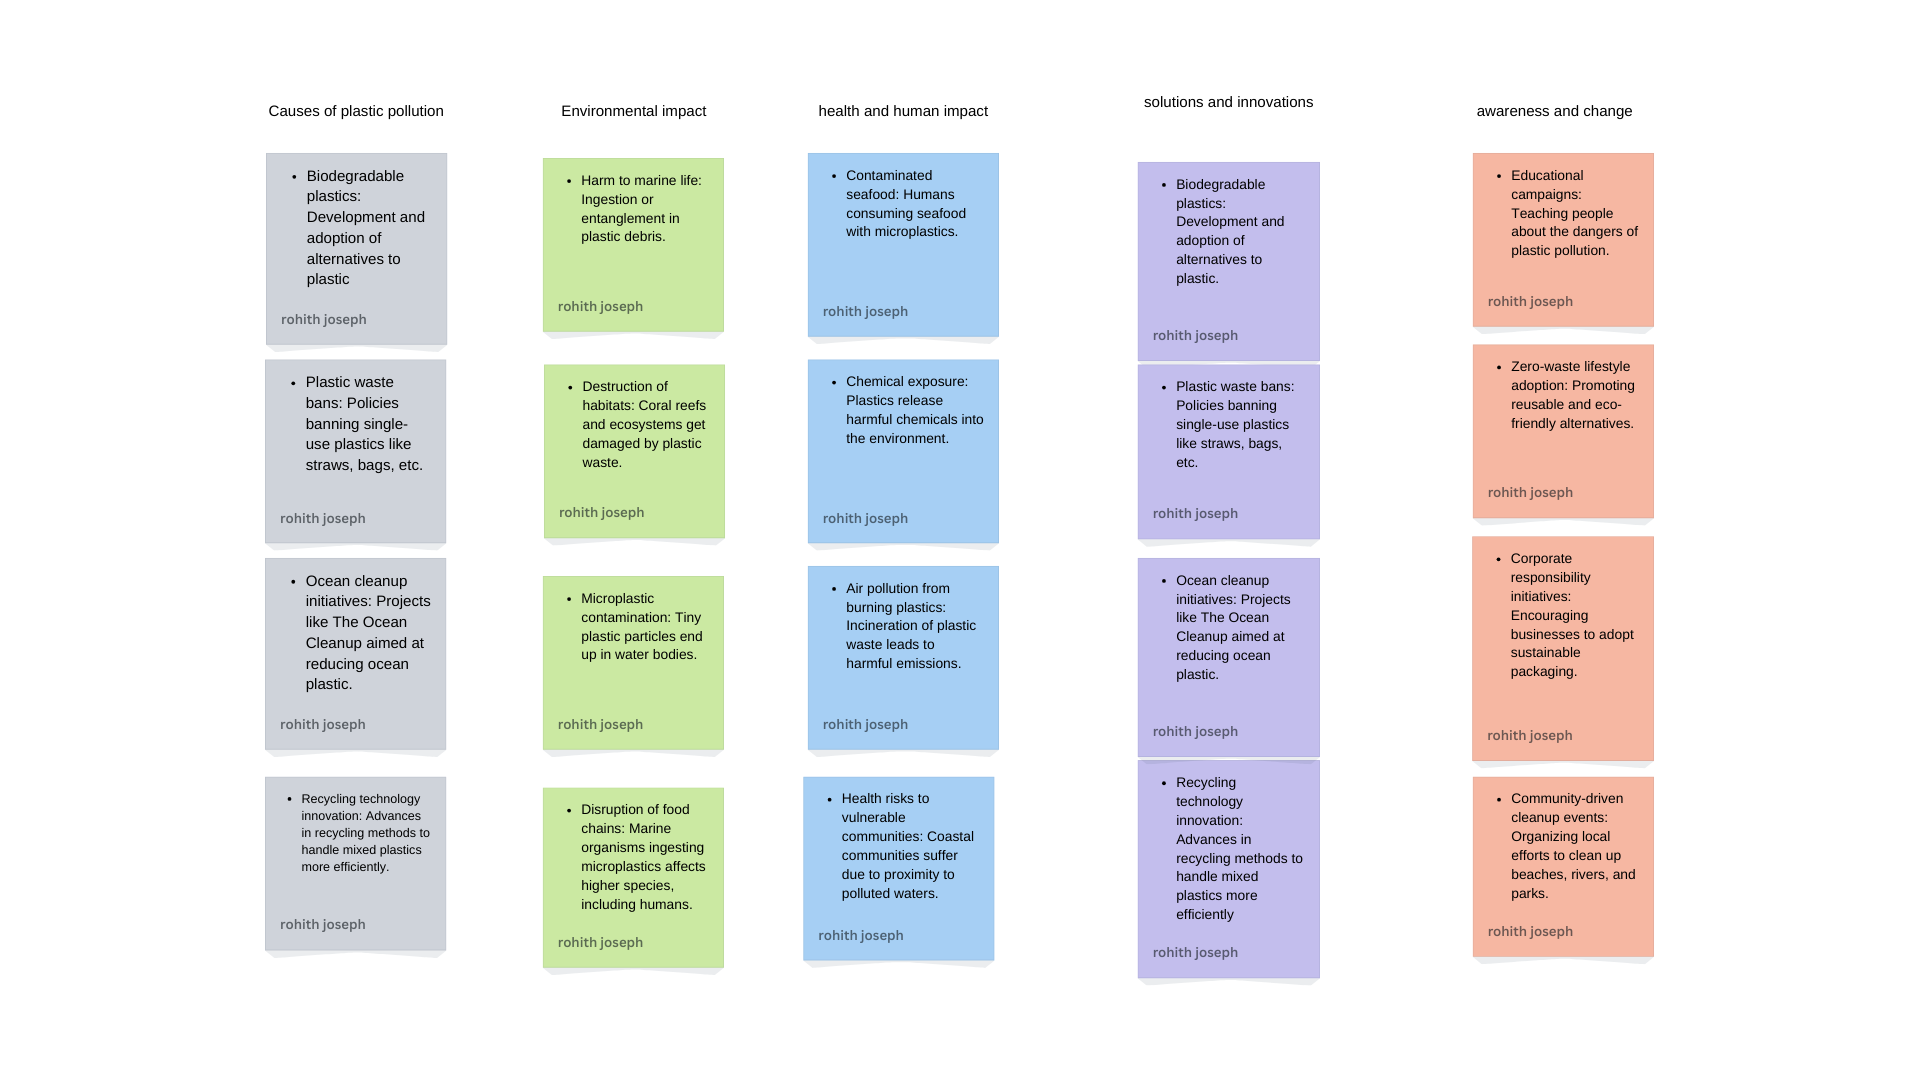 Causes of plastic pollution
Biodegradable
plastics:
Development and
adoption of
alternatives to
plastic
rohith joseph
Plastic waste
bans: Policies
banning single-
use plastics like
straws, bags, etc.
rohith joseph
Ocean cleanup
initiatives: Projects
like The Ocean
Cleanup aimed at
reducing ocean
plastic.
rohith joseph
Recycling technology
innovation: Advances
in recycling methods to
handle mixed plastics
more efficiently.
rohith joseph
Environmental impact
Harm to marine life:
Ingestion or
entanglement in
plastic debris.
rohith joseph
Destruction of
habitats: Coral reefs
and ecosystems get
damaged by plastic
waste.
rohith joseph
Microplastic
contamination: Tiny
plastic particles end
up in water bodies.
rohith joseph
Disruption of food
chains: Marine
organisms ingesting
microplastics affects
higher species,
including humans.
rohith joseph
health and human impact
Contaminated
seafood: Humans
consuming seafood
with microplastics.
rohith joseph
Chemical exposure:
Plastics release
harmful chemicals into
the environment.
rohith joseph
Air pollution from
burning plastics:
Incineration of plastic
waste leads to
harmful emissions.
rohith joseph
Health risks to
vulnerable
communities: Coastal
communities suffer
due to proximity to
polluted waters.
rohith joseph
solutions and innovations
Biodegradable
plastics:
Development and
adoption of
alternatives to
plastic.
rohith joseph
Plastic waste bans:
Policies banning
single-use plastics
like straws, bags,
etc.
rohith joseph
Ocean cleanup
initiatives: Projects
like The Ocean
Cleanup aimed at
reducing ocean
plastic.
rohith joseph
Recycling
technology
innovation:
Advances in
recycling methods to
handle mixed
plastics more
efficiently
rohith joseph
awareness and change
Educational
campaigns:
Teaching people
about the dangers of
plastic pollution.
rohith joseph
Zero-waste lifestyle
adoption: Promoting
reusable and eco-
friendly alternatives.
rohith joseph
Corporate
responsibility
initiatives:
Encouraging
businesses to adopt
sustainable
packaging.
rohith joseph
Community-driven
cleanup events:
Organizing local
efforts to clean up
beaches, rivers, and
parks.
rohith joseph